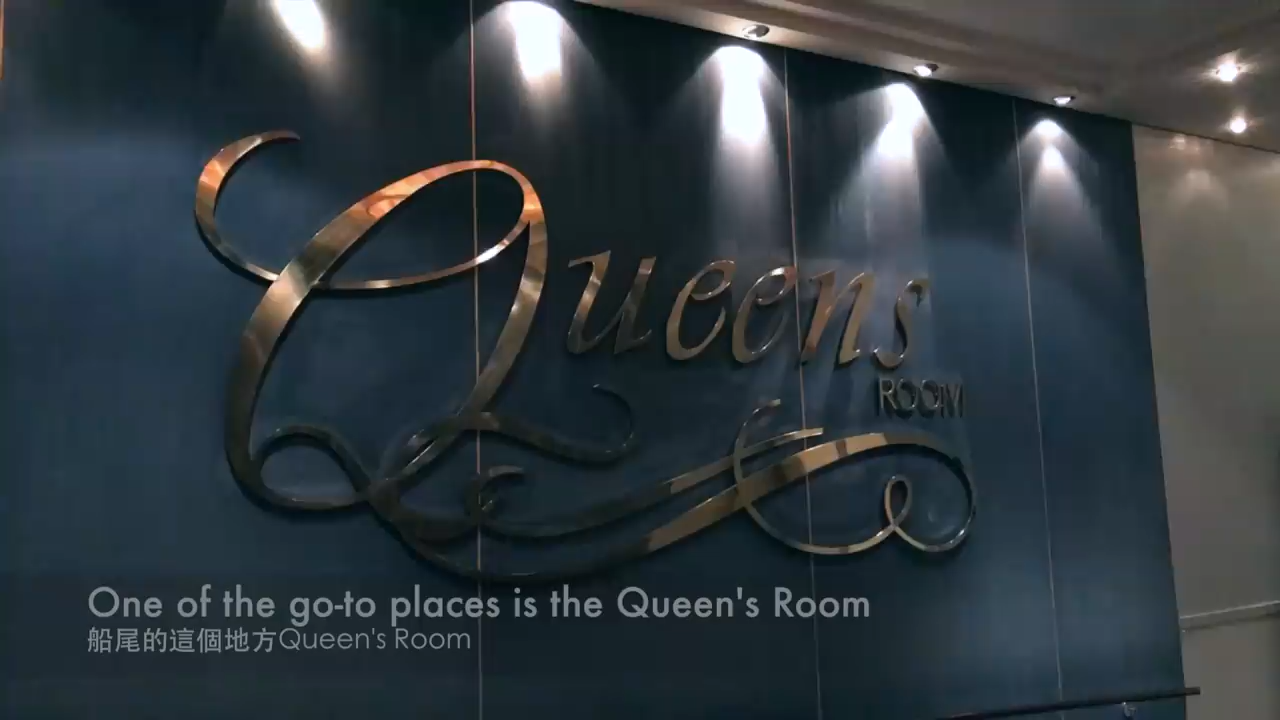 Queens
ROOM
One of the go-to places is the Queen's Room
船尾的這個地方Queen's Room